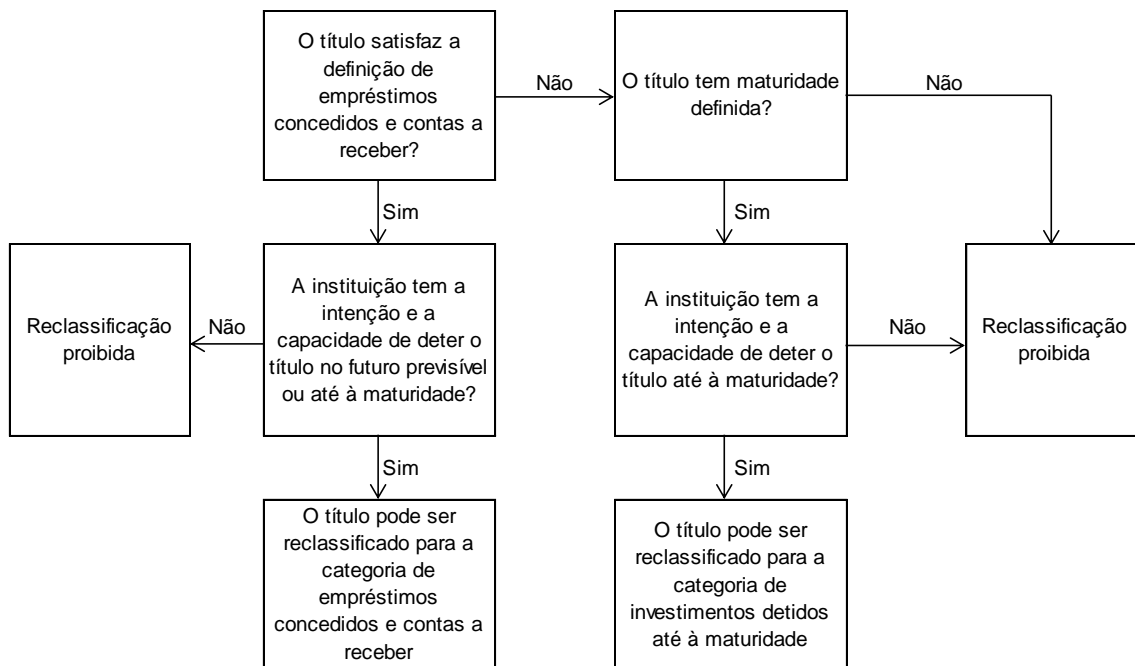 O título satisfaz a
definição de
empréstimos
concedidos e contas a
receber?
Não
O título tem maturidade
definida?
Não
Sim
Sim
Reclassificação
proibida
Não
A instituição tem a
intenção e a
capacidade de deter o
título no futuro previsível
ou até à maturidade?
A instituição tem a
intenção e a
capacidade de deter o
título até à maturidade?
Não
Reclassificação
proibida
Sim
Sim
O título pode ser
reclassificado para a
categoria de
empréstimos
concedidos e contas a
receber
O título pode ser
reclassificado para a
categoria de
investimentos detidos
até à maturidade